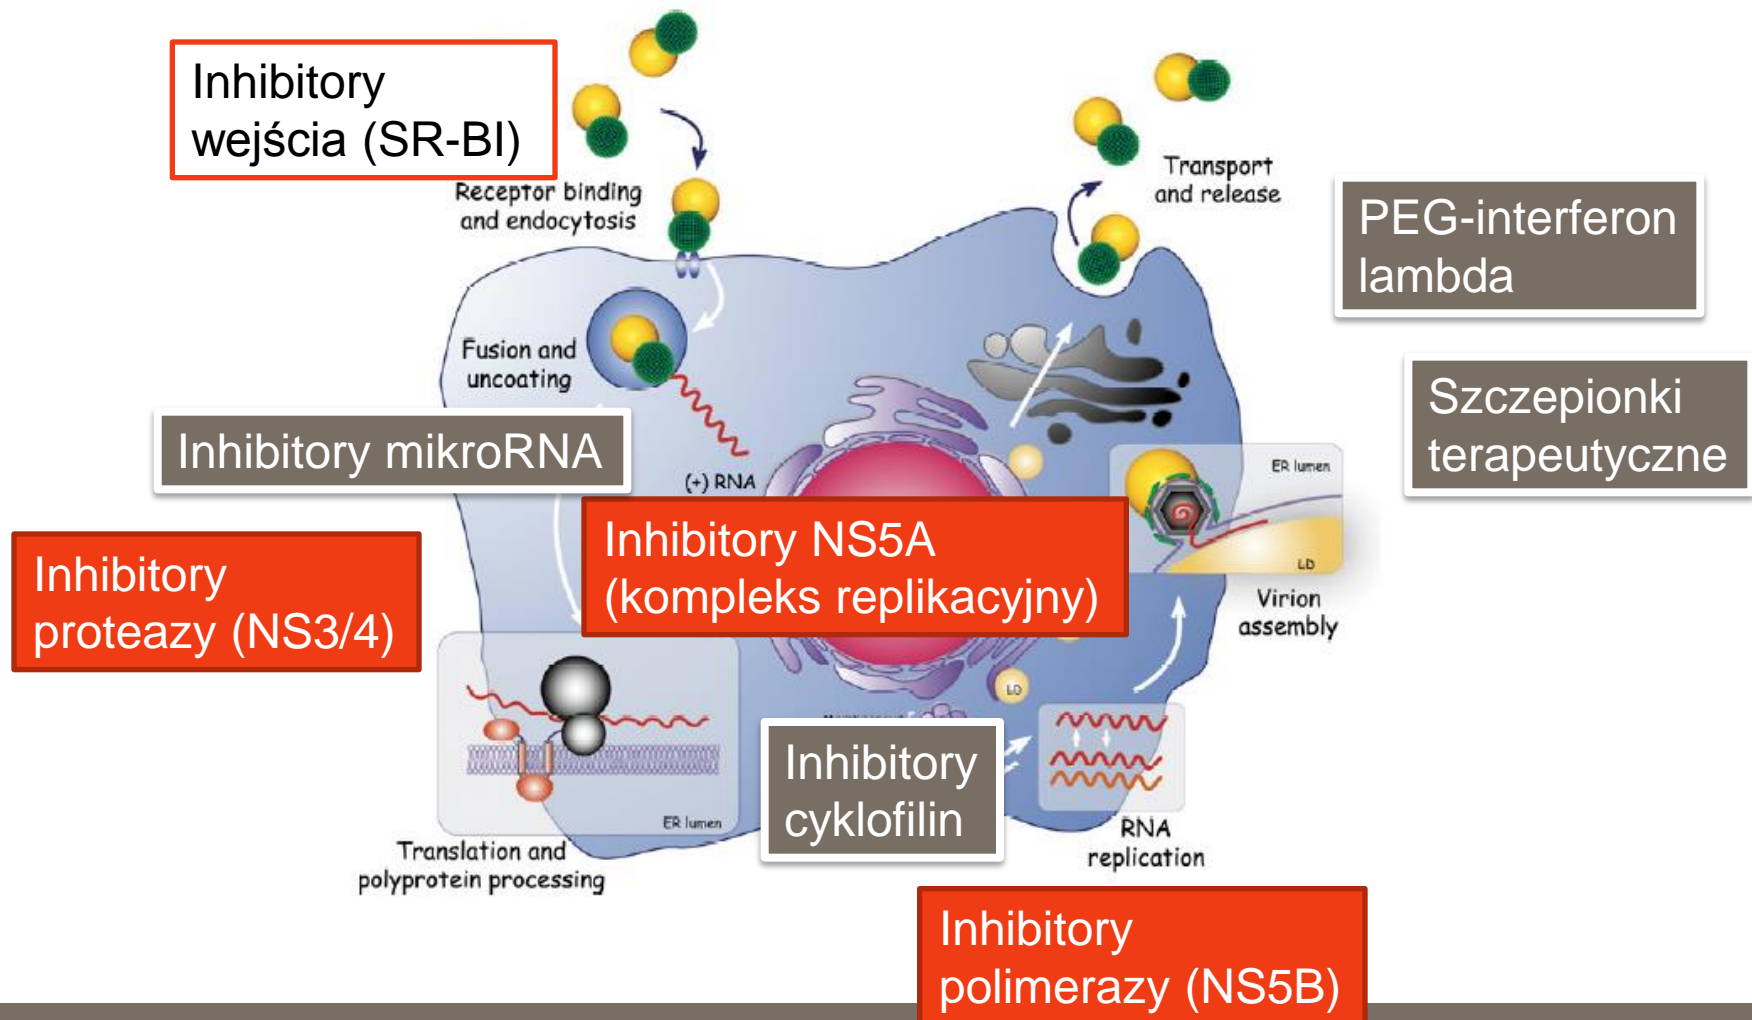 Inhibitory
wejścia (SR-BI)
Receptor binding
and endocytosis
Transport
and release
PEG-interferon
lambda
Fusion and
uncoating
Szczepionki
terapeutyczne
Inhibitory mikroRNA
(+) RNA
ER lumen
LD
Virion
assembly
Inhibitory NS5A
(kompleks replikacyjny)
Inhibitory
proteazy (NS3/4)
LD
Inhibitory
cyklofilin
ER lumen
Translation and
polyprotein processing
RNA
replication
Inhibitory
polimerazy (NS5B)